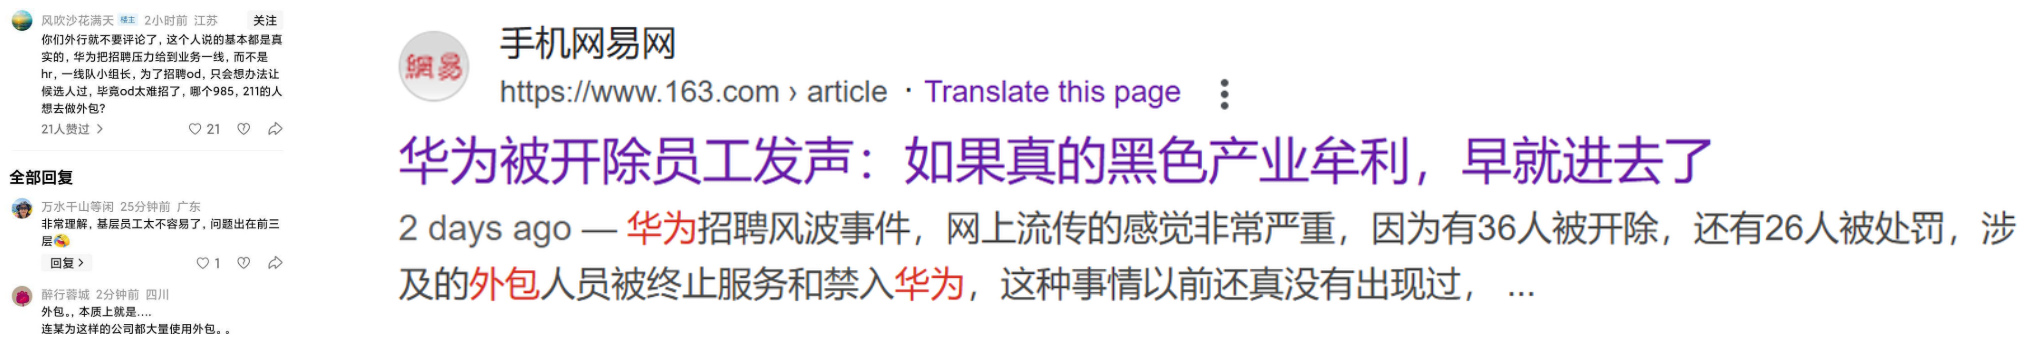 风吹沙花满天 楼主 2小时前 江苏 关注
你们外行就不要评论了，这个人说的基本都是真
实的，华为把招聘压力给到业务一线，而不是
hr，一线队小组长，为了招聘od，只会想办法让
候选人过，毕竟od太难招了，哪个985，211的人
想去做外包？
21人赞过 > 21
全部回复
万水千山等闲 25分钟前 广东
非常理解，基层员工太不容易了，问题出在前三
层
回复 > 1
醉行蓉城 2分钟前 四川
外包。，本质上就是....
连某为这样的公司都大量使用外包。。
網易
手机网易网
https://www.163.com › article · Translate this page
华为被开除员工发声：如果真的黑色产业牟利，早就进去了
2 days ago — 华为招聘风波事件，网上流传的感觉非常严重，因为有36人被开除，还有26人被处罚，涉
及的外包人员被终止服务和禁入华为，这种事情以前还真没有出现过， ...